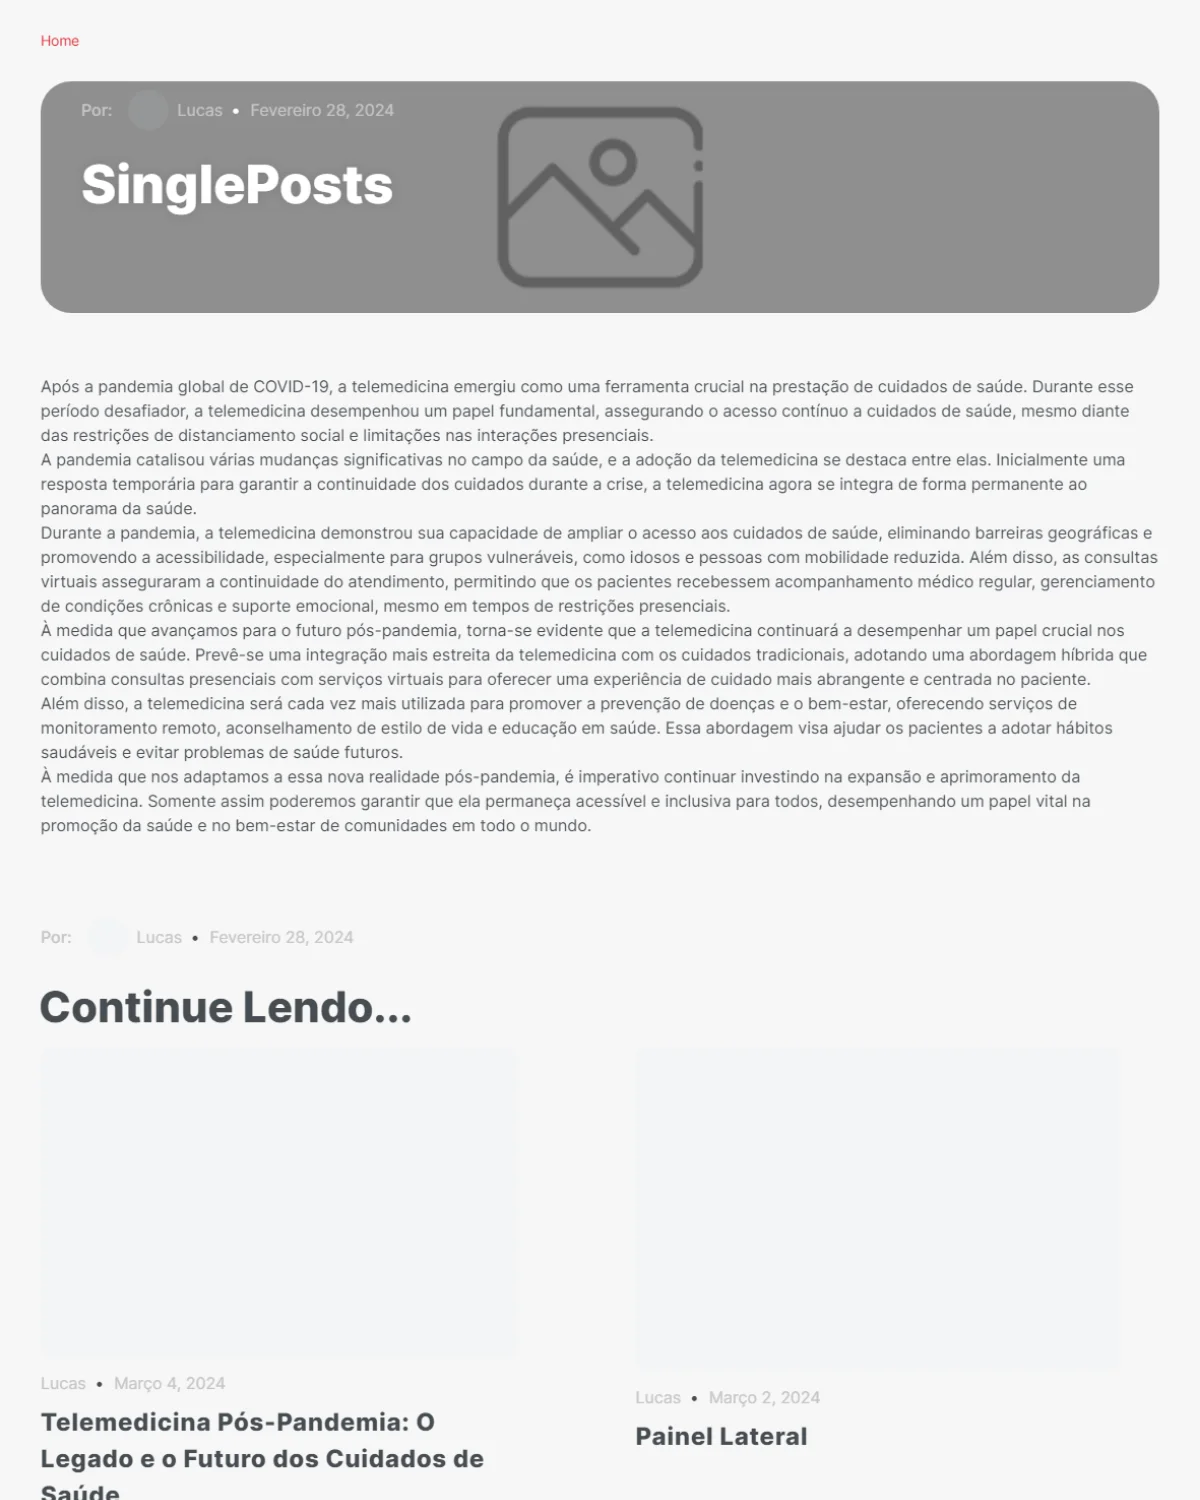 Home
Por: Lucas • Fevereiro 28, 2024
SinglePosts
Após a pandemia global de COVID-19, a telemedicina emergiu como uma ferramenta crucial na prestação de cuidados de saúde. Durante esse
período desafiador, a telemedicina desempenhou um papel fundamental, assegurando o acesso contínuo a cuidados de saúde, mesmo diante
das restrições de distanciamento social e limitações nas interações presenciais.
A pandemia catalisou várias mudanças significativas no campo da saúde, e a adoção da telemedicina se destaca entre elas. Inicialmente uma
resposta temporária para garantir a continuidade dos cuidados durante a crise, a telemedicina agora se integra de forma permanente ao
panorama da saúde.
Durante a pandemia, a telemedicina demonstrou sua capacidade de ampliar o acesso aos cuidados de saúde, eliminando barreiras geográficas e
promovendo a acessibilidade, especialmente para grupos vulneráveis, como idosos e pessoas com mobilidade reduzida. Além disso, as consultas
virtuais asseguraram a continuidade do atendimento, permitindo que os pacientes recebessem acompanhamento médico regular, gerenciamento
de condições crônicas e suporte emocional, mesmo em tempos de restrições presenciais.
À medida que avançamos para o futuro pós-pandemia, torna-se evidente que a telemedicina continuará a desempenhar um papel crucial nos
cuidados de saúde. Prevê-se uma integração mais estreita da telemedicina com os cuidados tradicionais, adotando uma abordagem híbrida que
combina consultas presenciais com serviços virtuais para oferecer uma experiência de cuidado mais abrangente e centrada no paciente.
Além disso, a telemedicina será cada vez mais utilizada para promover a prevenção de doenças e o bem-estar, oferecendo serviços de
monitoramento remoto, aconselhamento de estilo de vida e educação em saúde. Essa abordagem visa ajudar os pacientes a adotar hábitos
saudáveis e evitar problemas de saúde futuros.
À medida que nos adaptamos a essa nova realidade pós-pandemia, é imperativo continuar investindo na expansão e aprimoramento da
telemedicina. Somente assim poderemos garantir que ela permaneça acessível e inclusiva para todos, desempenhando um papel vital na
promoção da saúde e no bem-estar de comunidades em todo o mundo.
Por: Lucas • Fevereiro 28, 2024
Continue Lendo...
Lucas • Março 4, 2024
Telemedicina Pós-Pandemia: O
Legado e o Futuro dos Cuidados de
Saúde
Lucas • Março 2, 2024
Painel Lateral